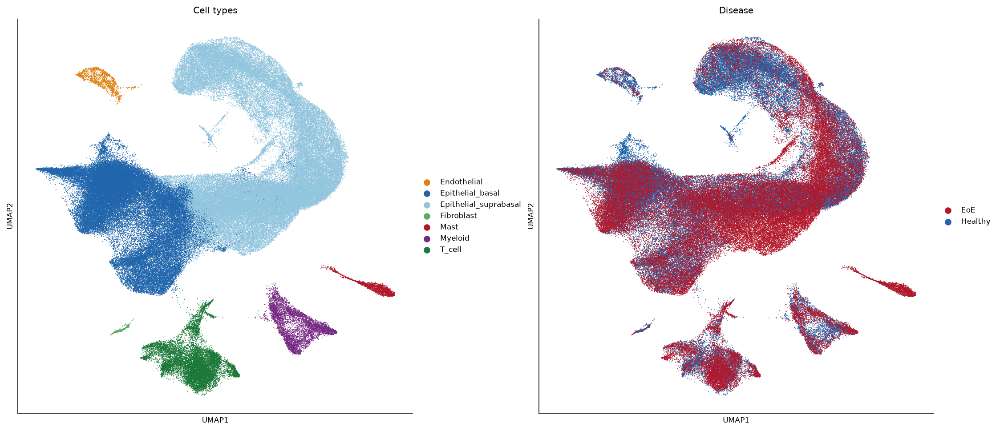 Cell types
UMAP2
UMAP1
Endothelial
Epithelial_basal
Epithelial_suprabasal
Fibroblast
Mast
Myeloid
T_cell
Disease
UMAP2
UMAP1
EoE
Healthy